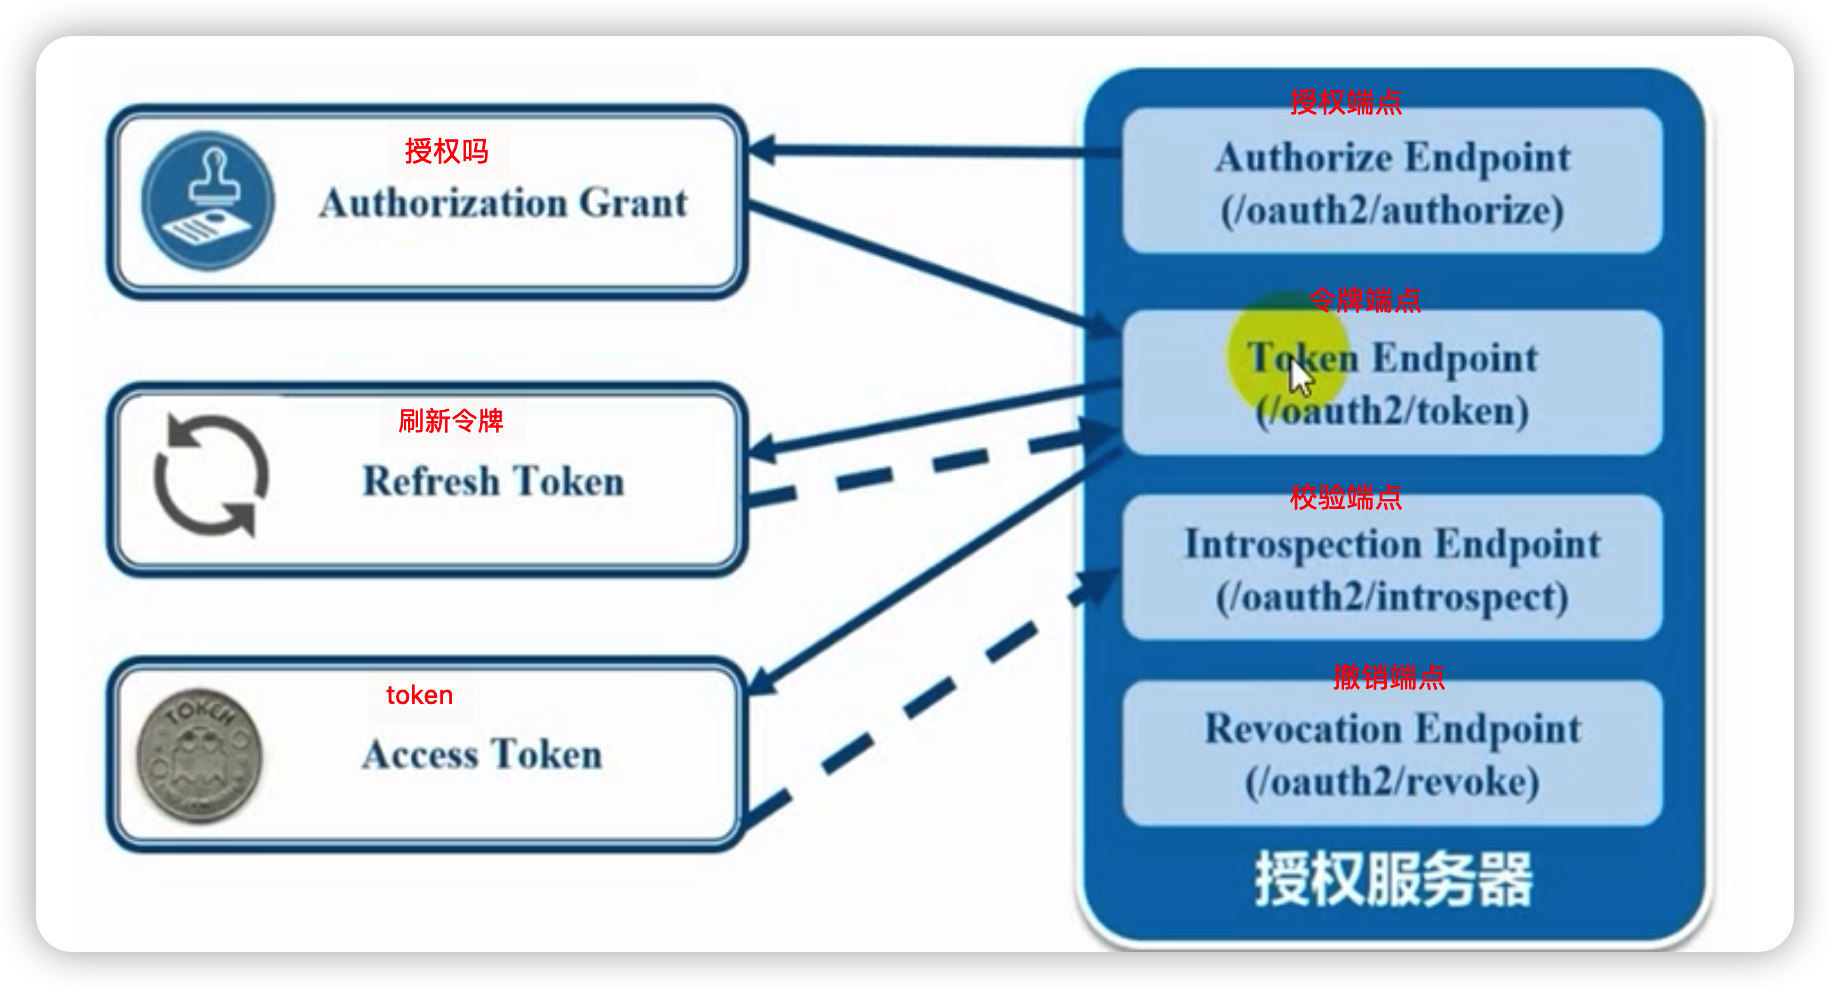 授权吗
Authorization Grant
刷新令牌
Refresh Token
token
TOKEN
Access Token
授权端点
Authorize Endpoint
(/oauth2/authorize)
令牌端点
Token Endpoint
(/oauth2/token)
校验端点
Introspection Endpoint
(/oauth2/introspect)
撤销端点
Revocation Endpoint
(/oauth2/revoke)
授权服务器